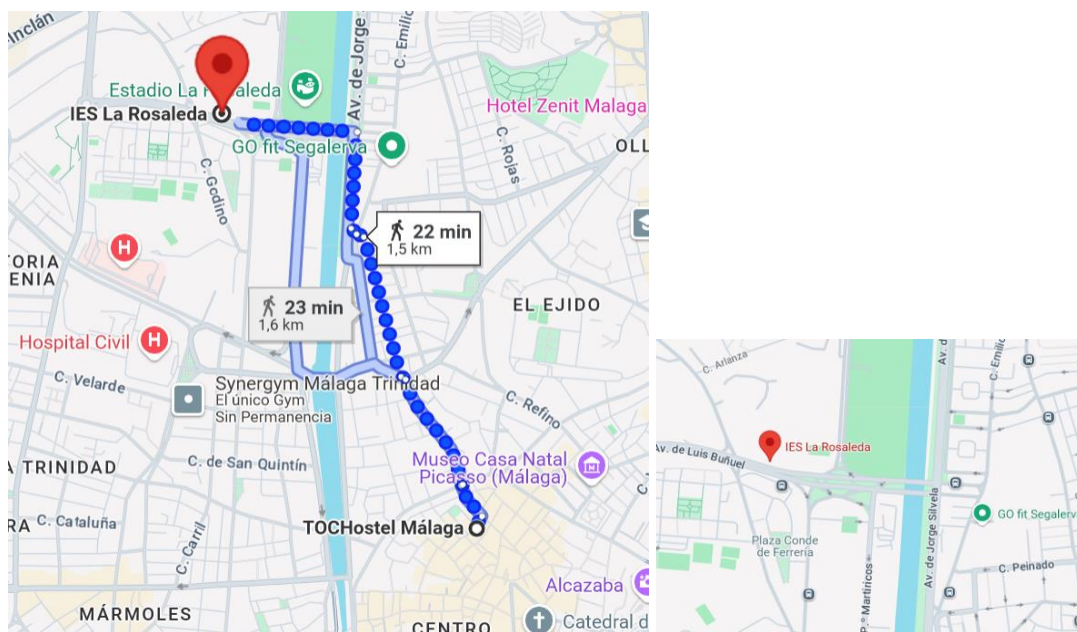 Inclán
C. Emilio
Av. de Jorge
Estadio La Rosaleda
IES La Rosaleda
Hotel Zenit Malaga
GO fit Segalerva
C. Rojas
OLL
C. Godino
22 min
1,5 km
TORIA
ENIA
23 min
1,6 km
EL EJIDO
Hospital Civil
C. Velarde
Synergym Málaga Trinidad
El único Gym
Sin Permanencia
C. Refino
A TRINIDAD
C. de San Quintín
Museo Casa Natal
Picasso (Málaga)
RA
C. Cataluña
TOCHostel Málaga
C. Carril
Alcazaba
MÁRMOLES
CENTRO
Catedral d
C. Arlanza
Av. d
C. Emilio
IES La Rosaleda
Av. de Luis Buñuel
GO fit Segalerv
Plaza Conde
de Ferrería
Av. de Jorge Silvela
C. Peinado
P.º Martiricos